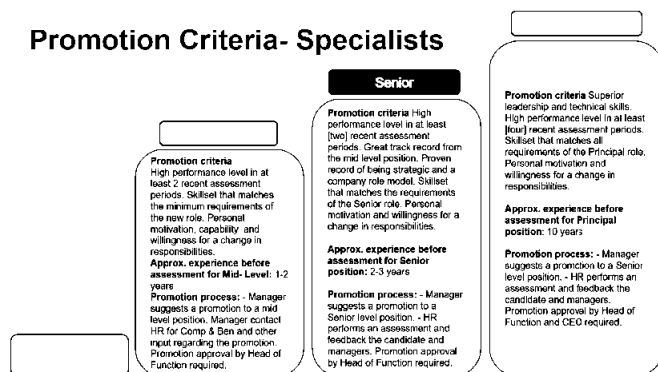 Promotion Criteria- Specialists
Senior
Promotion criteria
High performance level in at
least 2 recent assessment
periods. Skillset that matches
the minimum requirements of
the new role. Personal
motivation, capability and
willingness for a change in
responsibilities.
Approx. experience before
assessment for Mid- Level: 1-2
years
Promotion process: - Manager
suggests a promotion to a mid
level position. Manager contact
HR for Comp & Ben and other
input regarding the promotion.
Promotion approval by Head of
Function required.
Promotion criteria High
performance level in at least
[two] recent assessment
periods. Great track record from
the mid level position. Proven
record of being strategic and a
company role model. Skillset
that matches the requirements
of the Senior role. Personal
motivation and willingness for a
change in responsibilities.
Approx. experience before
assessment for Senior
position: 2-3 years
Promotion process: - Manager
suggests a promotion to a
Senior level position. - HR
performs an assessment and
feedback the candidate and
managers. Promotion approval
by Head of Function required.
Promotion criteria Superior
leadership and technical skills.
High performance level in at least
[four] recent assessment periods.
Skillset that matches all
requirements of the Principal role.
Personal motivation and
willingness for a change in
responsibilities.
Approx. experience before
assessment for Principal
position: 10 years
Promotion process: - Manager
suggests a promotion to a Senior
level position. - HR performs an
assessment and feedback the
candidate and managers.
Promotion approval by Head of
Function and CEO required.